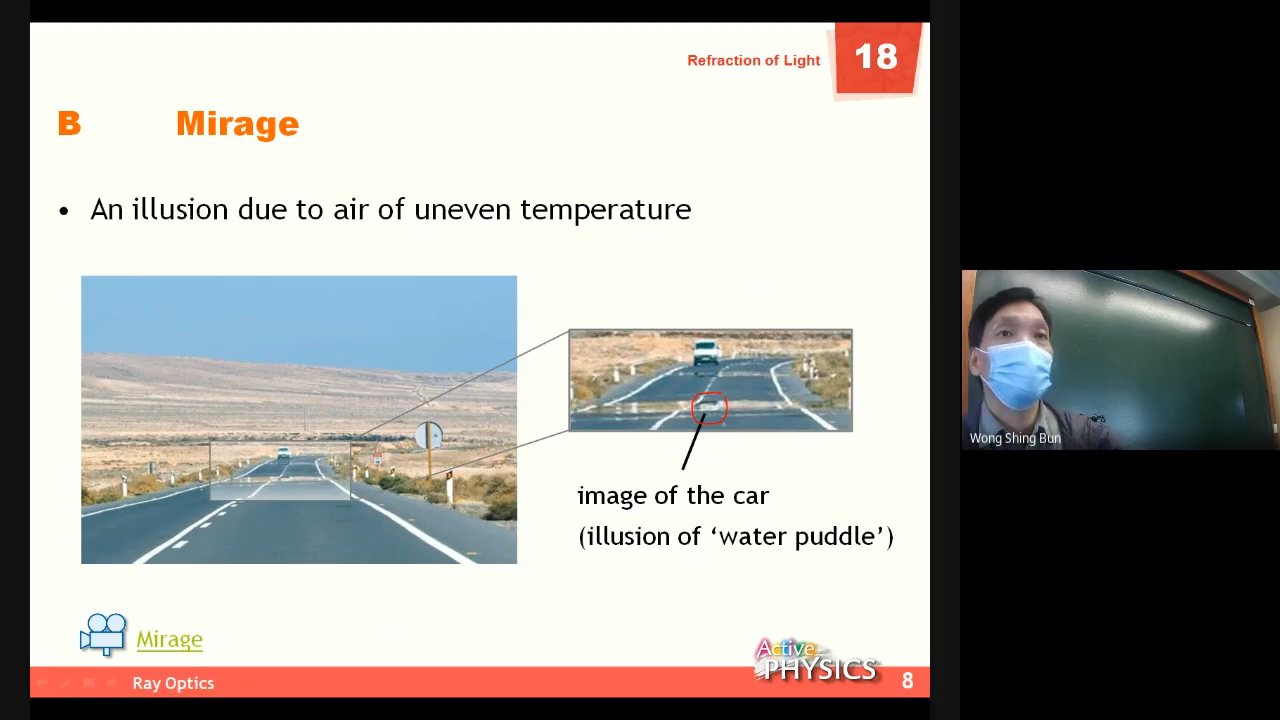 Refraction of Light
18
B Mirage
• An illusion due to air of uneven temperature
image of the car
(illusion of ‘water puddle’)
Mirage
Active
PHYSICS
Ray Optics
8
Wong Shing Bun